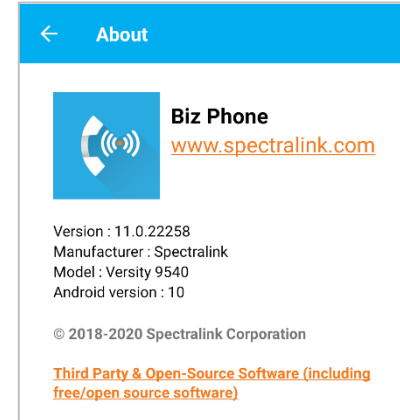 About
Biz Phone
www.spectralink.com
Version : 11.0.22258
Manufacturer : Spectralink
Model : Versity 9540
Android version : 10
© 2018-2020 Spectralink Corporation
Third Party & Open-Source Software (including
free/open source software)